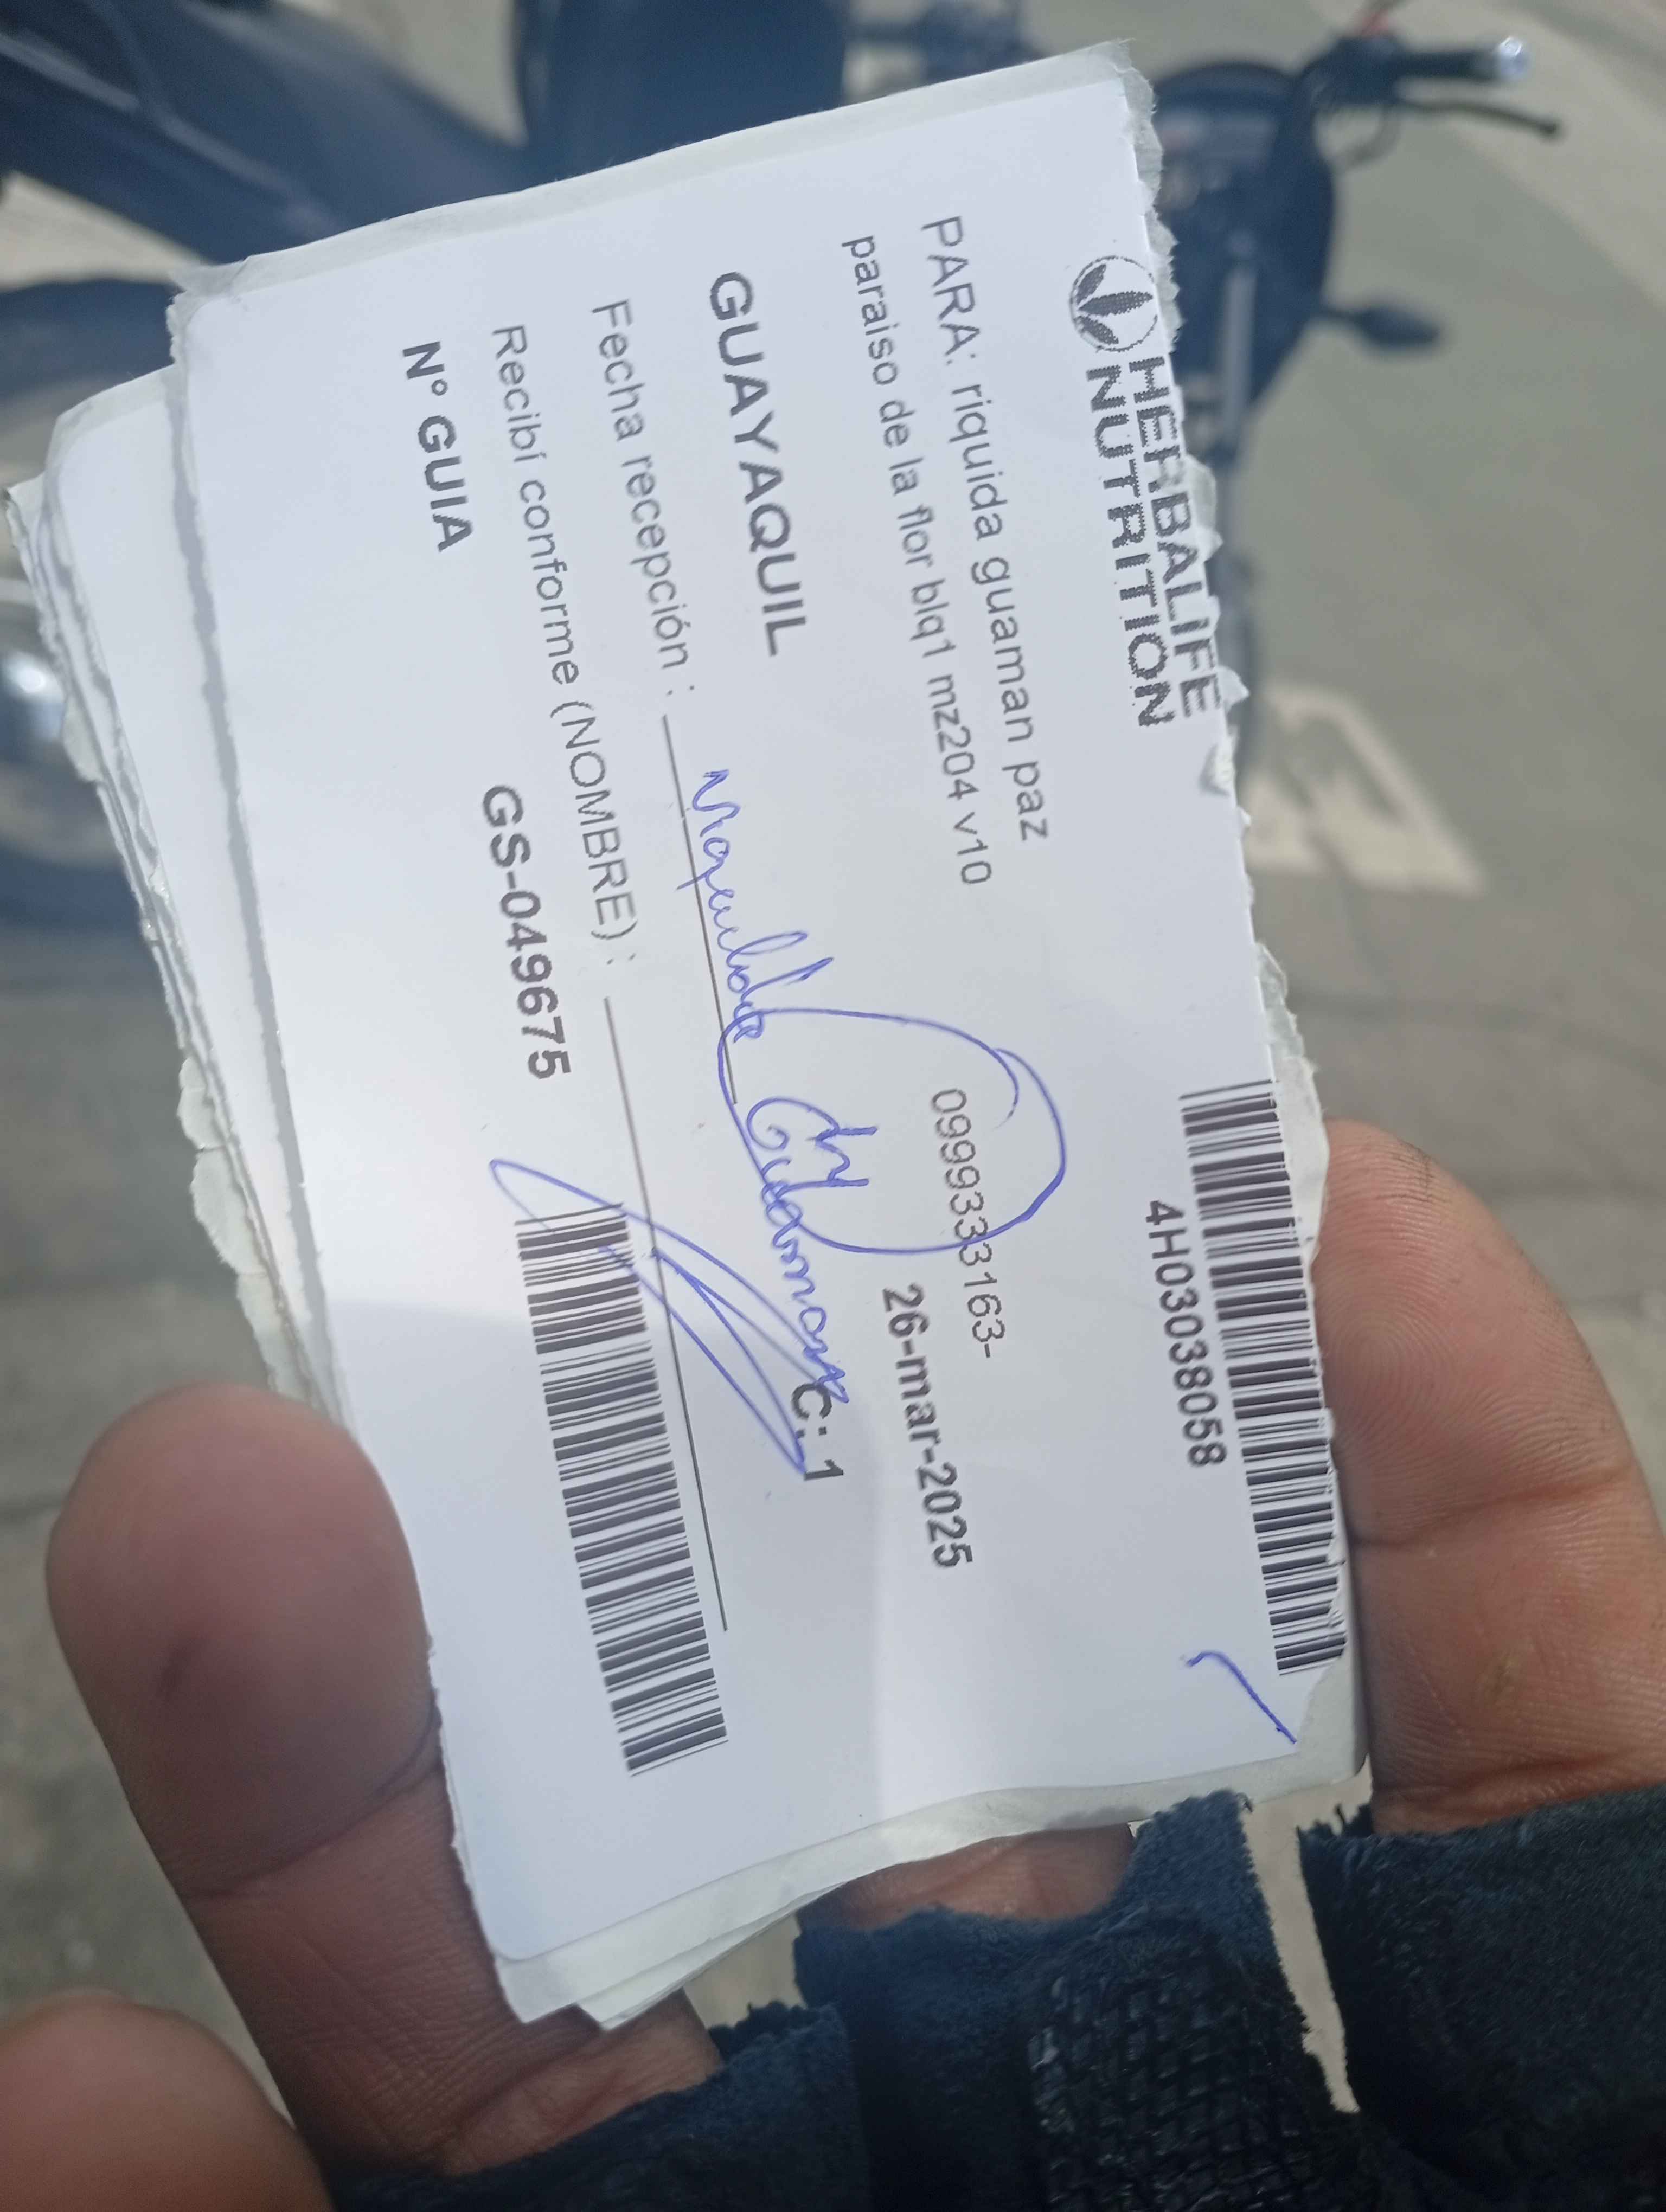 HERBALIFE
NUTRITION
4H03038058
PARA: riquida guaman paz
paraiso de la flor blq1 mz204 v10
0999333163-
26-mar-2025
GUAYAQUIL
C: 1
Fecha recepción :
Guaman
Recibí conforme (NOMBRE) :
N° GUIA
GS-049675